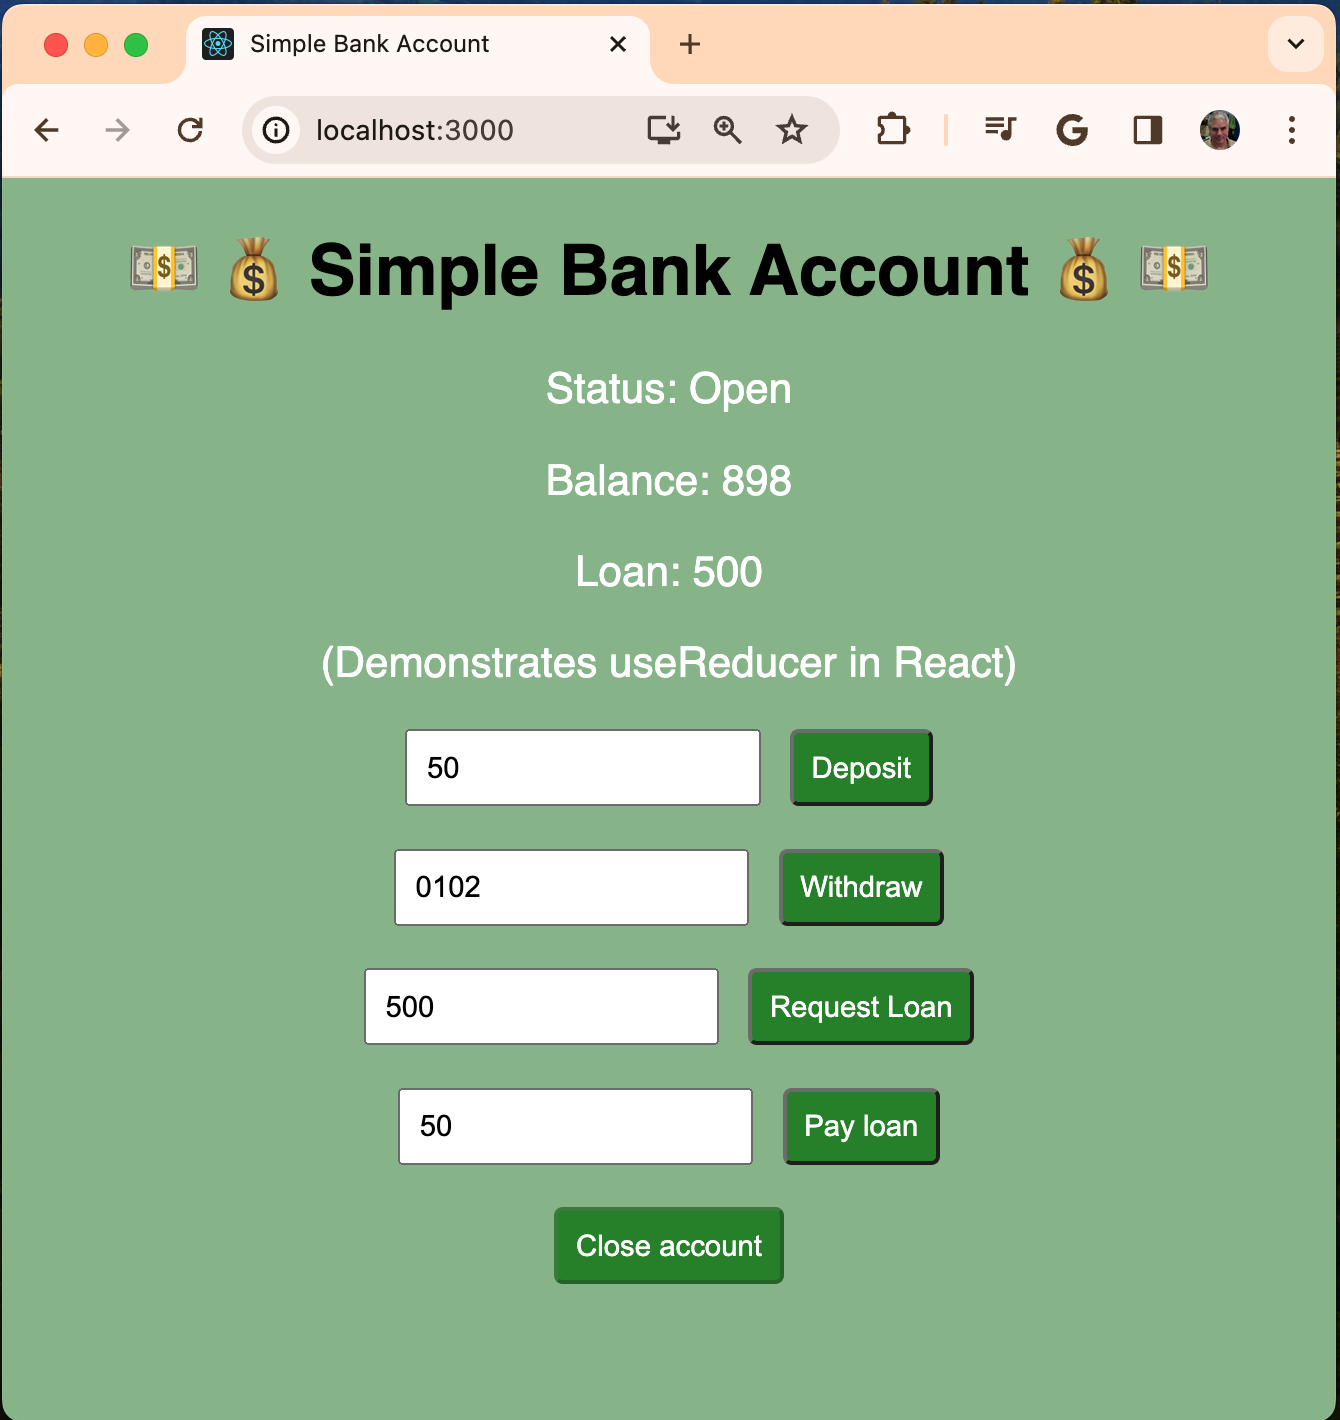 Simple Bank Account
localhost:3000
Simple Bank Account
Status: Open
Balance: 898
Loan: 500
(Demonstrates useReducer in React)
50 Deposit
0102 Withdraw
500 Request Loan
50 Pay loan
Close account